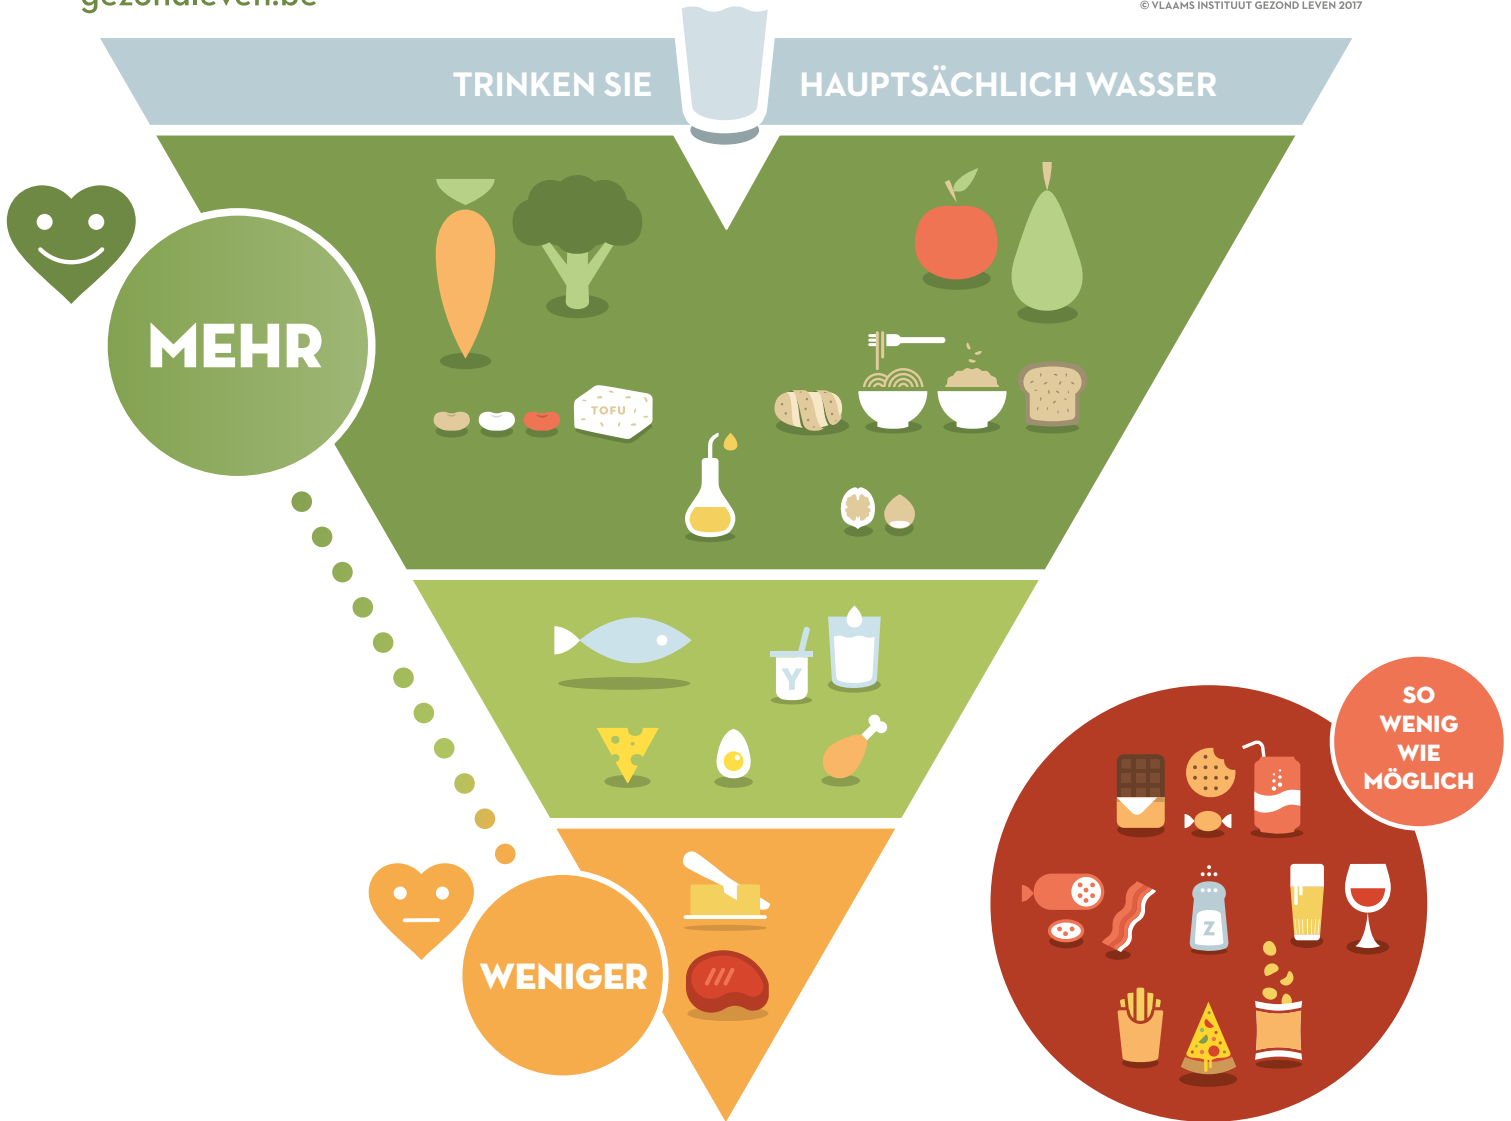 gezondleven.be
© VLAAMS INSTITUUT GEZOND LEVEN 2017
TRINKEN SIE HAUPTSÄCHLICH WASSER
MEHR
TOFU
Y
SO
WENIG
WIE
MÖGLICH
Z
WENIGER